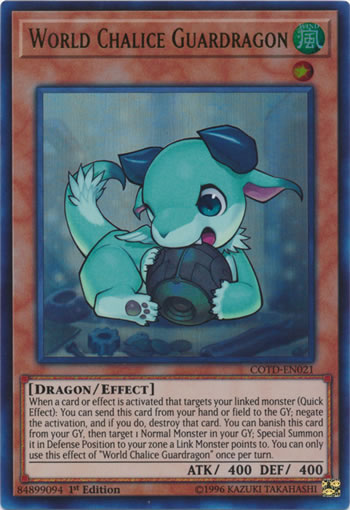 WORLD CHALICE GUARDRAGON
WIND
風
COTD-EN021
[DRAGON/EFFECT]
When a card or effect is activated that targets your linked monster (Quick
Effect): You can send this card from your hand or field to the GY; negate
the activation, and if you do, destroy that card. You can banish this card
from your GY, then target 1 Normal Monster in your GY; Special Summon
it in Defense Position to your zone a Link Monster points to. You can only
use this effect of "World Chalice Guardragon" once per turn.
ATK/ 400 DEF/ 400
84899094 1st Edition ©1996 KAZUKI TAKAHASHI